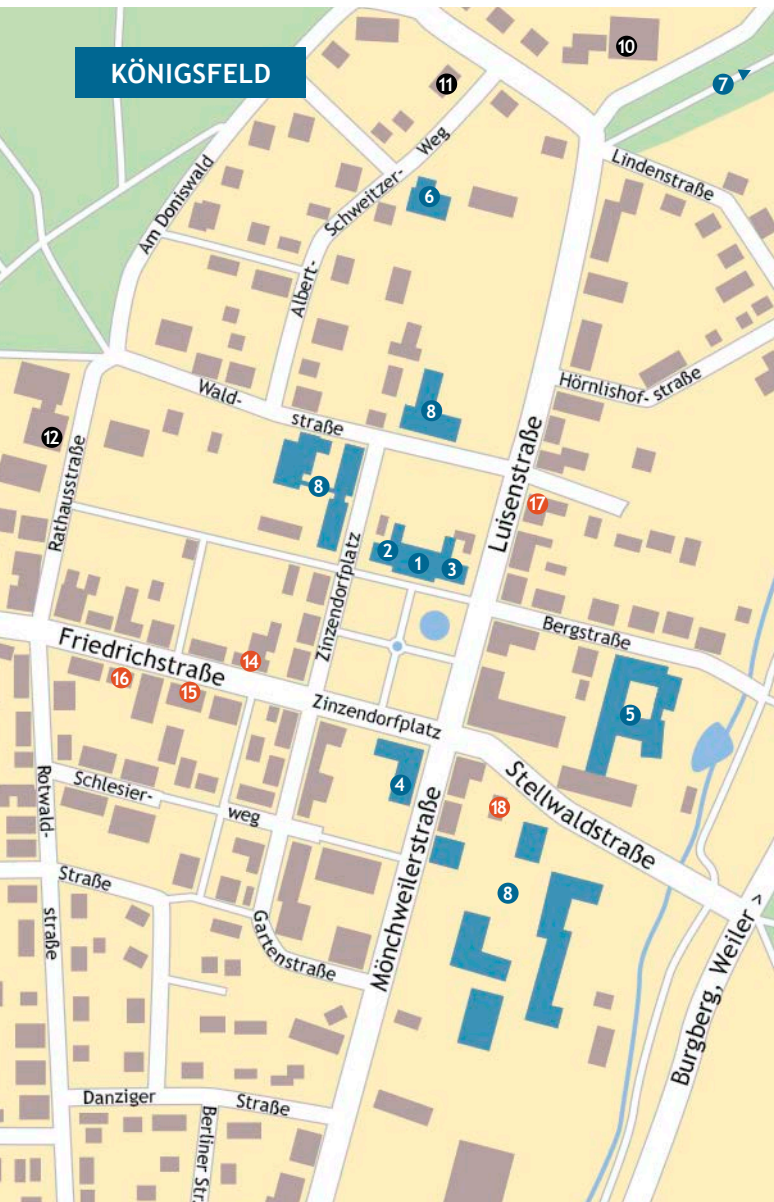 KÖNIGSFELD
10
11
7
Am Doniswald
Albert-
Schweitzer-
Weg
6
Lindenstraße
Wald-
straße
8
Hörnlishof-
straße
12
Rathausstraße
8
Luisenstraße
17
2
1
3
Zinzendorfplatz
Bergstraße
Friedrichstraße
14
16
15
Zinzendorfplatz
5
4
Stellwaldstraße
Schlesier-
weg
18
Rotwald-
straße
Straße
Mönchweilerstraße
8
Gartenstraße
Burgberg, Weiler >
Danziger
Straße
Berliner Str.